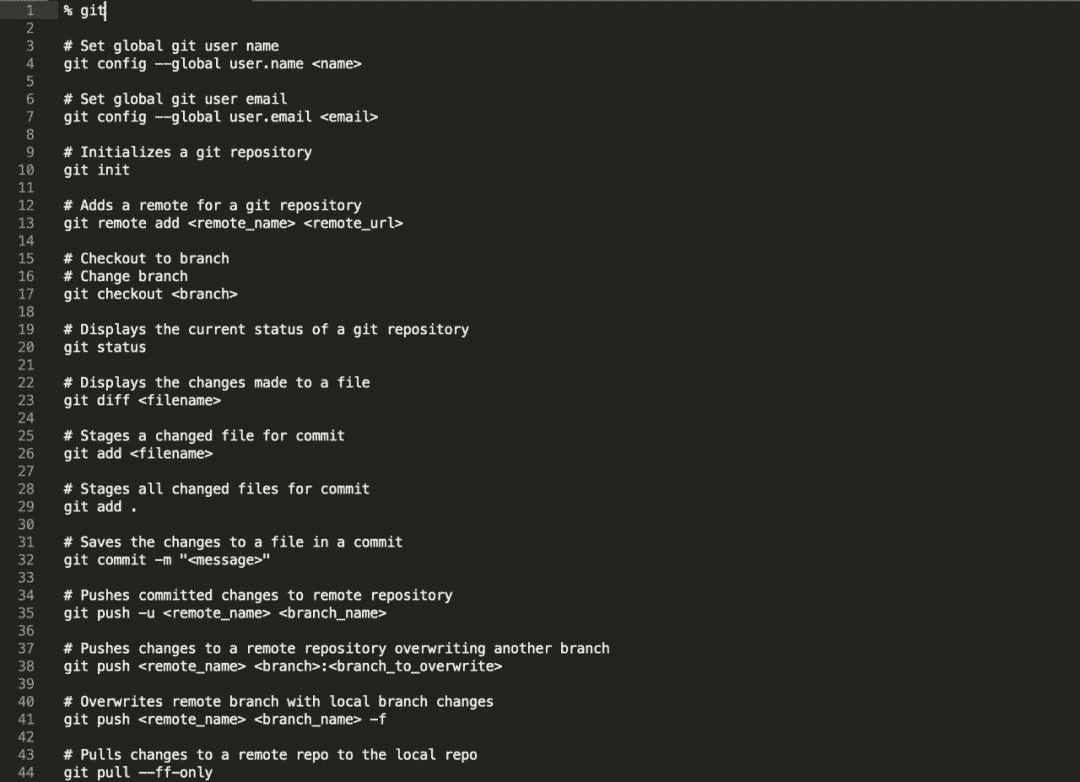 1 % git
2
3 # Set global git user name
4 git config --global user.name <name>
5
6 # Set global git user email
7 git config --global user.email <email>
8
9 # Initializes a git repository
10 git init
11
12 # Adds a remote for a git repository
13 git remote add <remote_name> <remote_url>
14
15 # Checkout to branch
16 # Change branch
17 git checkout <branch>
18
19 # Displays the current status of a git repository
20 git status
21
22 # Displays the changes made to a file
23 git diff <filename>
24
25 # Stages a changed file for commit
26 git add <filename>
27
28 # Stages all changed files for commit
29 git add .
30
31 # Saves the changes to a file in a commit
32 git commit -m "<message>"
33
34 # Pushes committed changes to remote repository
35 git push -u <remote_name> <branch_name>
36
37 # Pushes changes to a remote repository overwriting another branch
38 git push <remote_name> <branch>:<branch_to_overwrite>
39
40 # Overwrites remote branch with local branch changes
41 git push <remote_name> <branch_name> -f
42
43 # Pulls changes to a remote repo to the local repo
44 git pull --ff-only